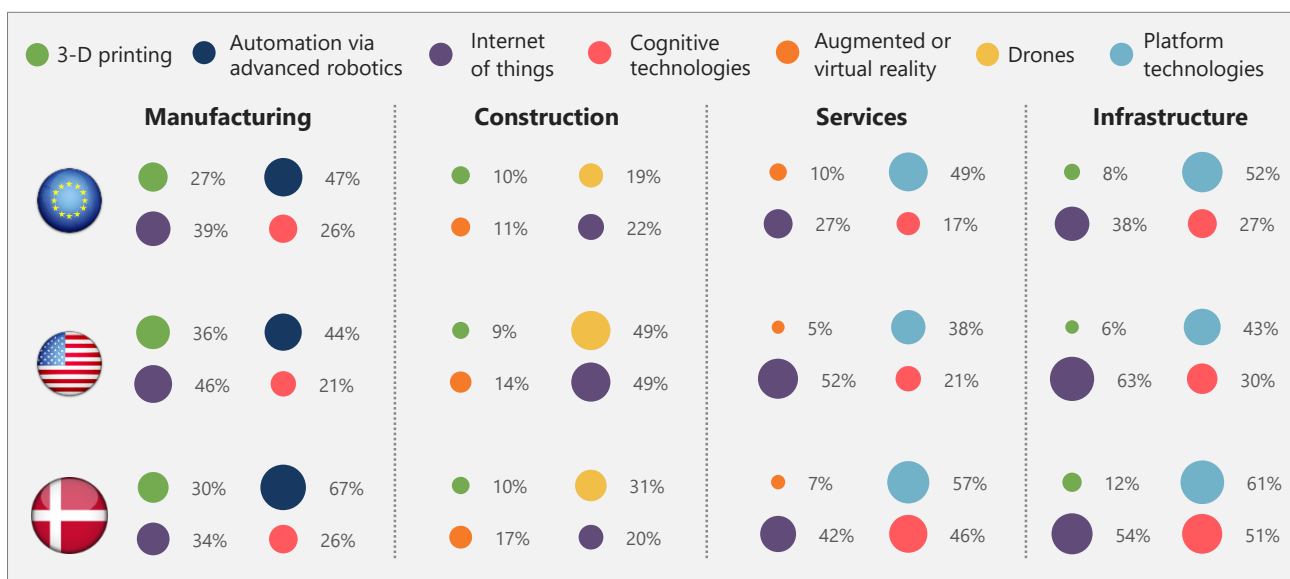 3-D printing
Automation via
advanced robotics
Internet
of things
Cognitive
technologies
Augmented or
virtual reality
Drones
Platform
technologies
Manufacturing
Construction
Services
Infrastructure
27% 47% 10% 19% 10% 49% 8% 52%
39% 26% 11% 22% 27% 17% 38% 27%
36% 44% 9% 49% 5% 38% 6% 43%
46% 21% 14% 49% 52% 21% 63% 30%
30% 67% 10% 31% 7% 57% 12% 61%
34% 26% 17% 20% 42% 46% 54% 51%